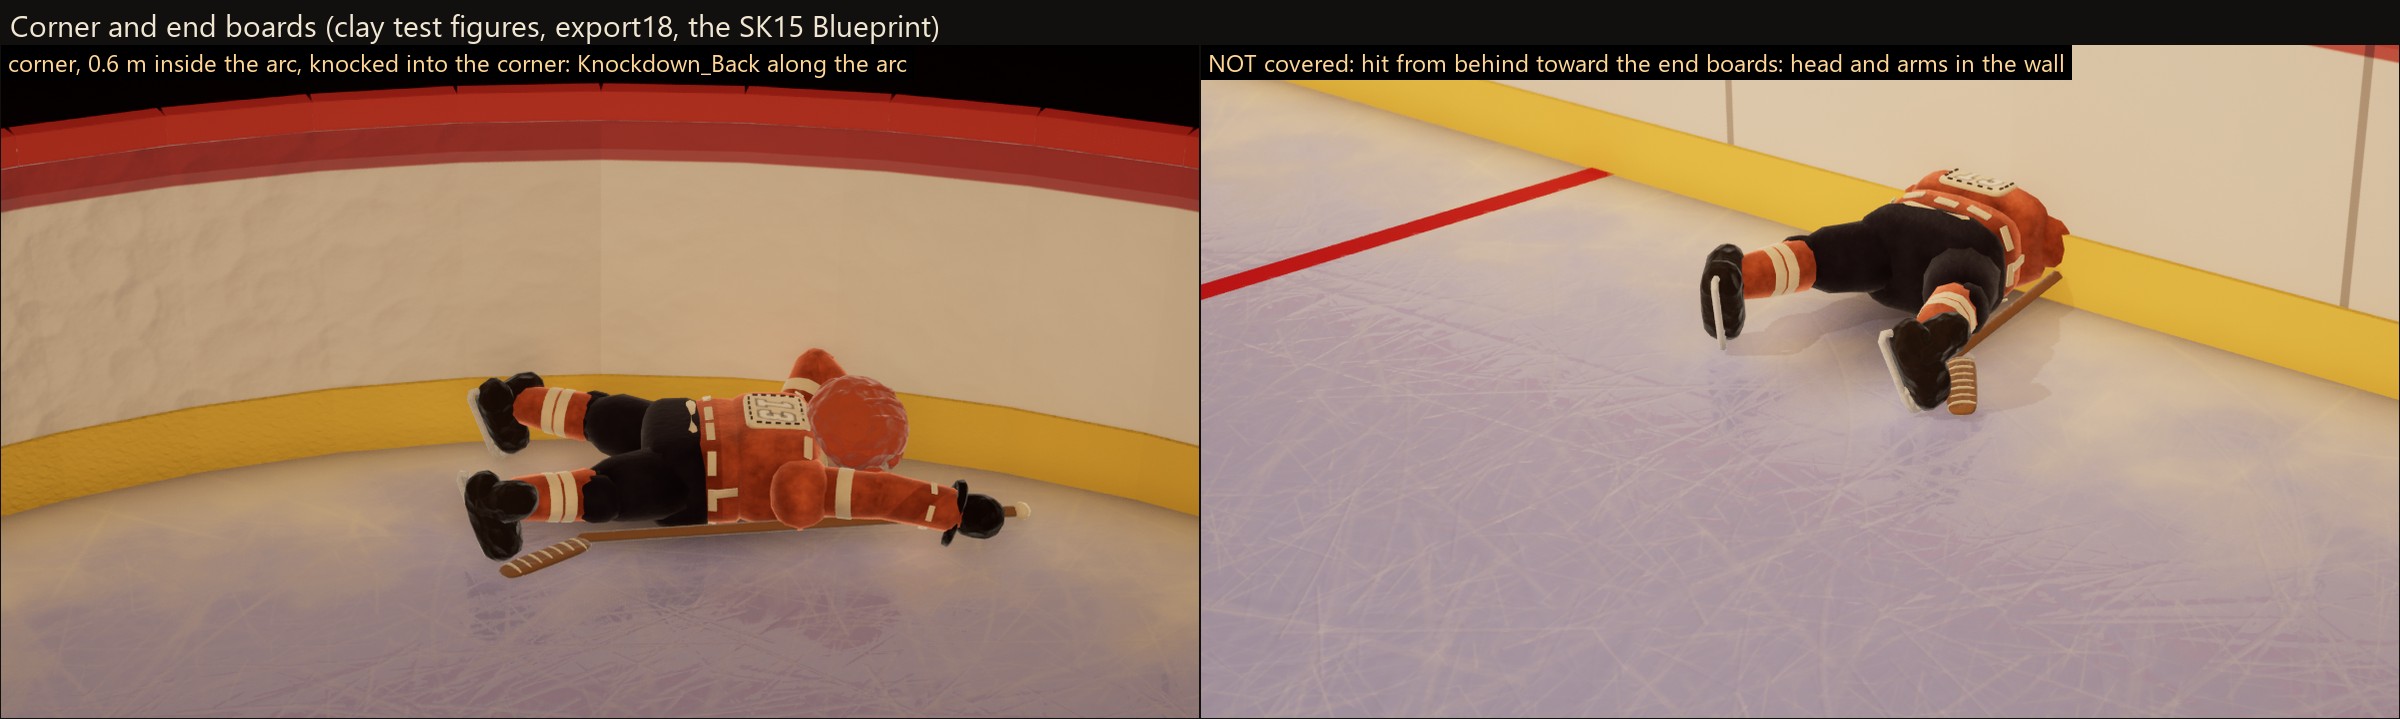 Corner and end boards (clay test figures, export18, the SK15 Blueprint)
corner, 0.6 m inside the arc, knocked into the corner: Knockdown_Back along the arc
NOT covered: hit from behind toward the end boards: head and arms in the wall